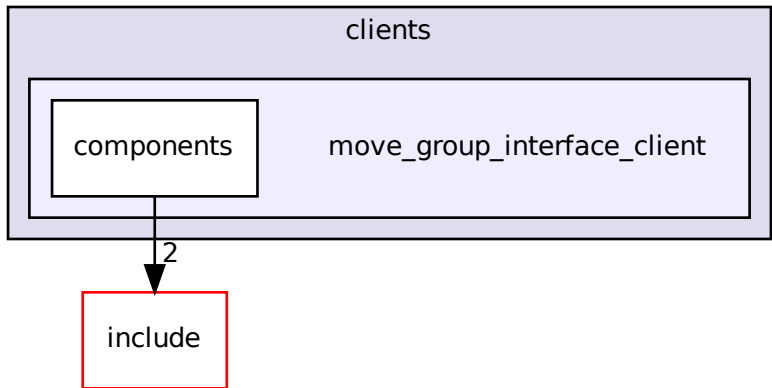 clients
components
move_group_interface_client
2
include